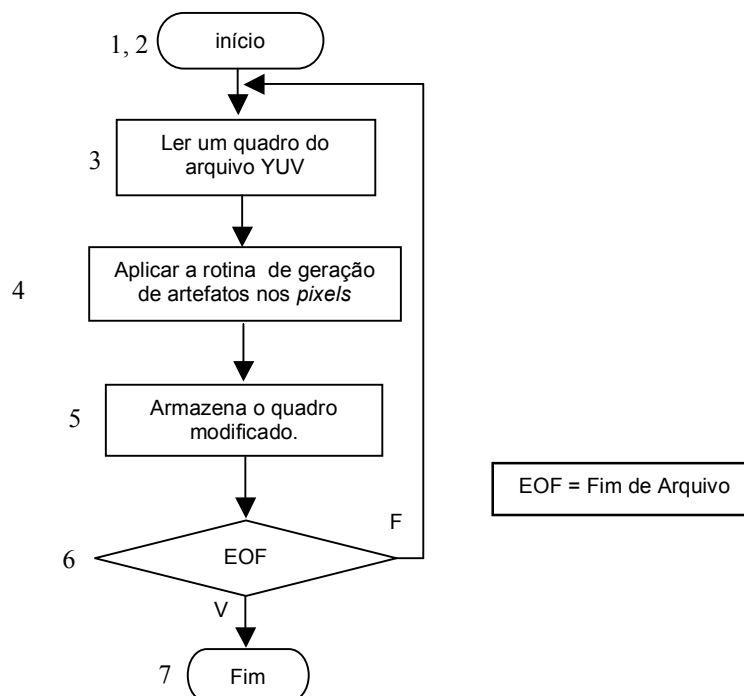 1, 2
início
3
Ler um quadro do
arquivo YUV
4
Aplicar a rotina de geração
de artefatos nos pixels
5
Armazena o quadro
modificado.
EOF = Fim de Arquivo
F
6
EOF
V
7
Fim